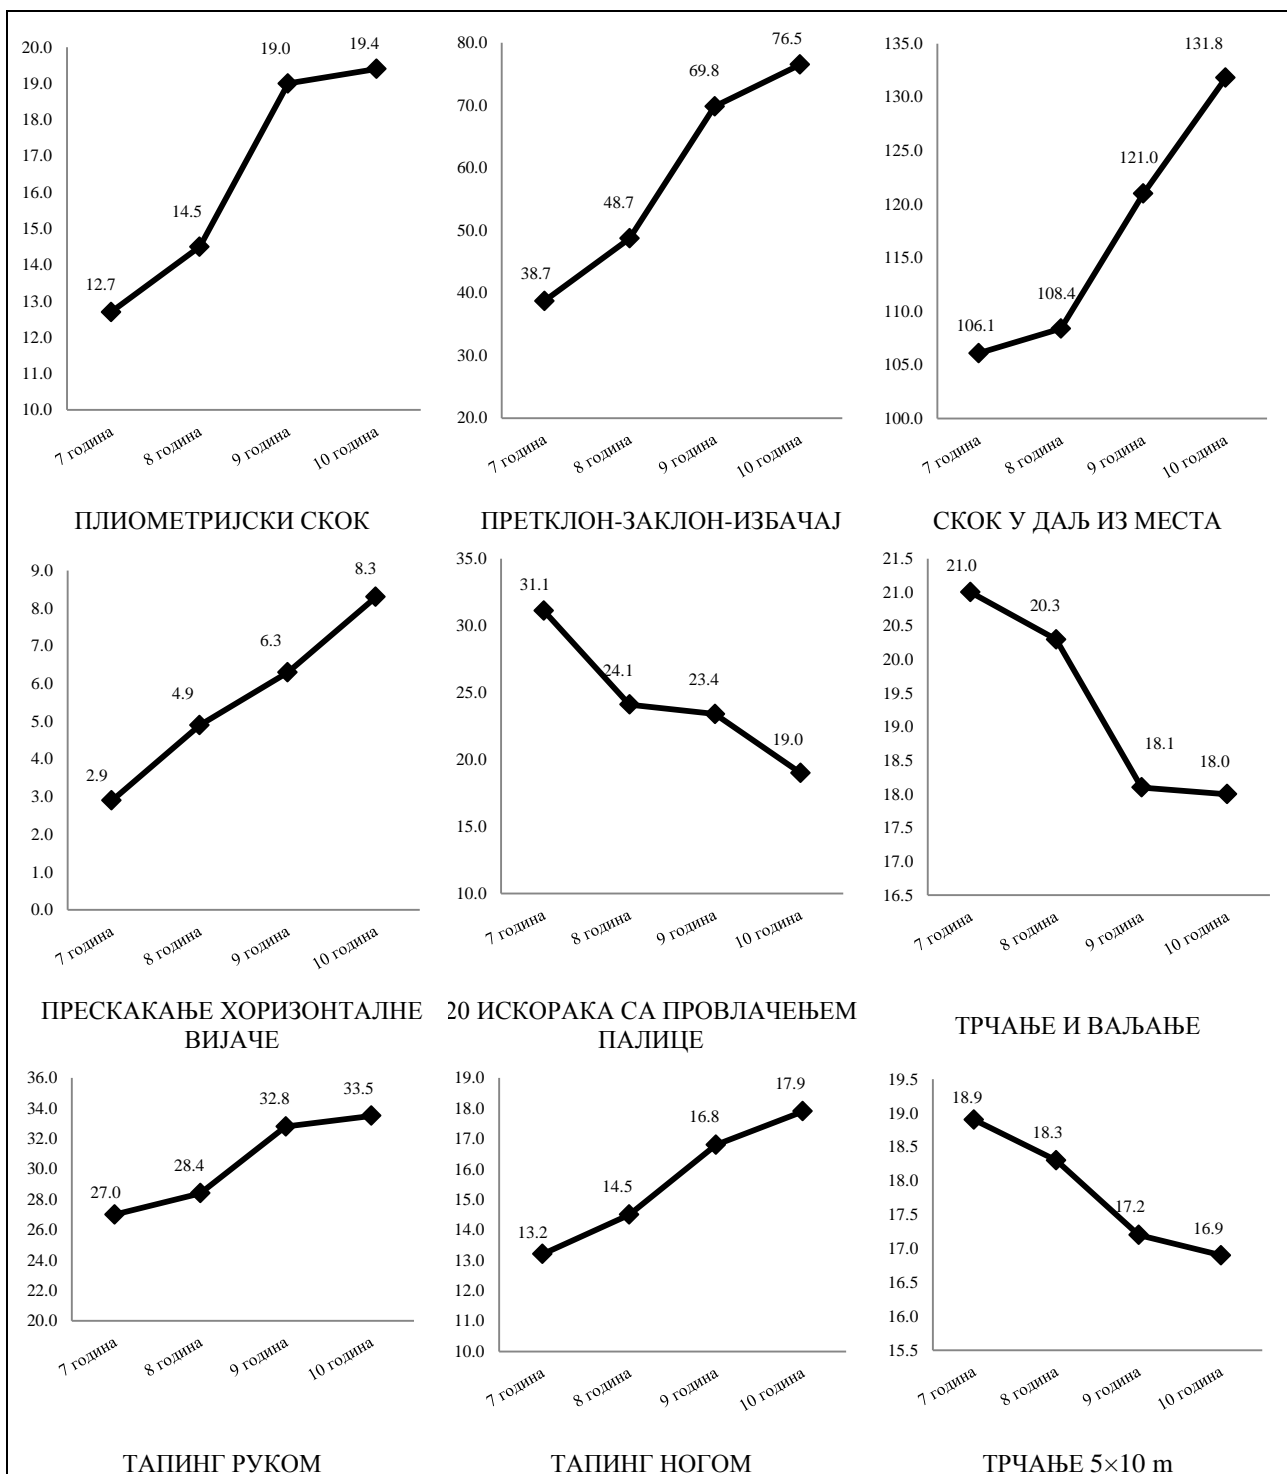 20.0
19.0
18.0
17.0
16.0
15.0
14.0
13.0
12.0
11.0
10.0
12.7
14.5
19.0
19.4
7 година
8 година
9 година
10 година
ПЛИОМЕТРИЈСКИ СКОК
80.0
70.0
60.0
50.0
40.0
30.0
20.0
38.7
48.7
69.8
76.5
7 година
8 година
9 година
10 година
ПРЕТКЛОН-ЗАКЛОН-ИЗБАЧАЈ
135.0
130.0
125.0
120.0
115.0
110.0
105.0
100.0
106.1
108.4
121.0
131.8
7 година
8 година
9 година
10 година
СКОК У ДАЉ ИЗ МЕСТА
9.0
8.0
7.0
6.0
5.0
4.0
3.0
2.0
1.0
0.0
2.9
4.9
6.3
8.3
7 година
8 година
9 година
10 година
ПРЕСКАКАЊЕ ХОРИЗОНТАЛНЕ
ВИЈАЧЕ
35.0
30.0
25.0
20.0
15.0
10.0
31.1
24.1
23.4
19.0
7 година
8 година
9 година
10 година
20 ИСКОРАКА СА ПРОВЛАЧЕЊЕМ
ПАЛИЦЕ
21.5
21.0
20.5
20.0
19.5
19.0
18.5
18.0
17.5
17.0
16.5
21.0
20.3
18.1
18.0
7 година
8 година
9 година
10 година
ТРЧАЊЕ И ВАЉАЊЕ
36.0
34.0
32.0
30.0
28.0
26.0
24.0
22.0
20.0
27.0
28.4
32.8
33.5
7 година
8 година
9 година
10 година
ТАПИНГ РУКОМ
19.0
18.0
17.0
16.0
15.0
14.0
13.0
12.0
11.0
10.0
13.2
14.5
16.8
17.9
7 година
8 година
9 година
10 година
ТАПИНГ НОГОМ
19.5
19.0
18.5
18.0
17.5
17.0
16.5
16.0
15.5
18.9
18.3
17.2
16.9
7 година
8 година
9 година
10 година
ТРЧАЊЕ 5×10 m